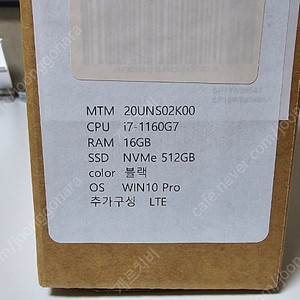 MTM 20UNS02K00
CPU i7-1160G7
RAM 16GB
SSD NVMe 512GB
color 블랙
OS WIN10 Pro
추가구성 LTE